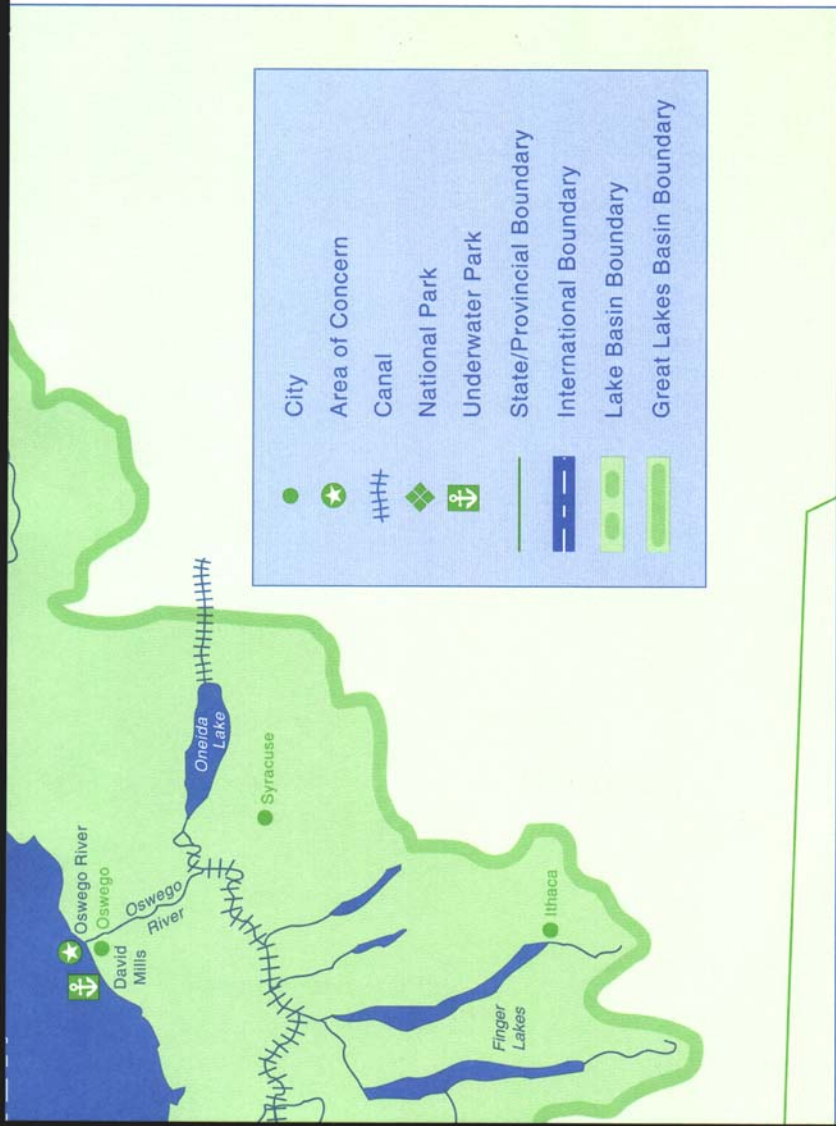 Oswego River
Oswego
David
Mills
Oswego
River
Oneida
Lake
Syracuse
Ithaca
Finger
Lakes
City
Area of Concern
Canal
National Park
Underwater Park
State/Provincial Boundary
International Boundary
Lake Basin Boundary
Great Lakes Basin Boundary